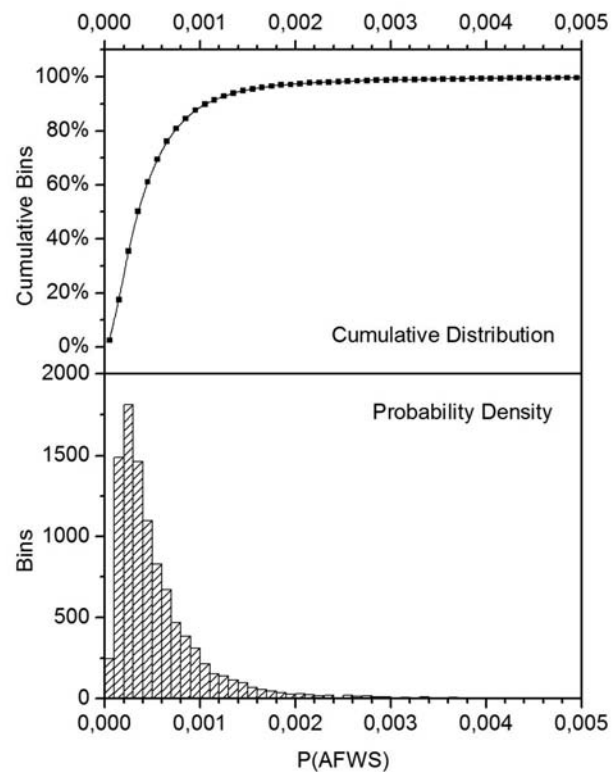 0,000 0,001 0,002 0,003 0,004 0,005
100%
80%
60%
40%
20%
0%
Cumulative Bins
Cumulative Distribution
2000
1500
1000
500
0
Bins
Probability Density
0,000 0,001 0,002 0,003 0,004 0,005
P(AFWS)